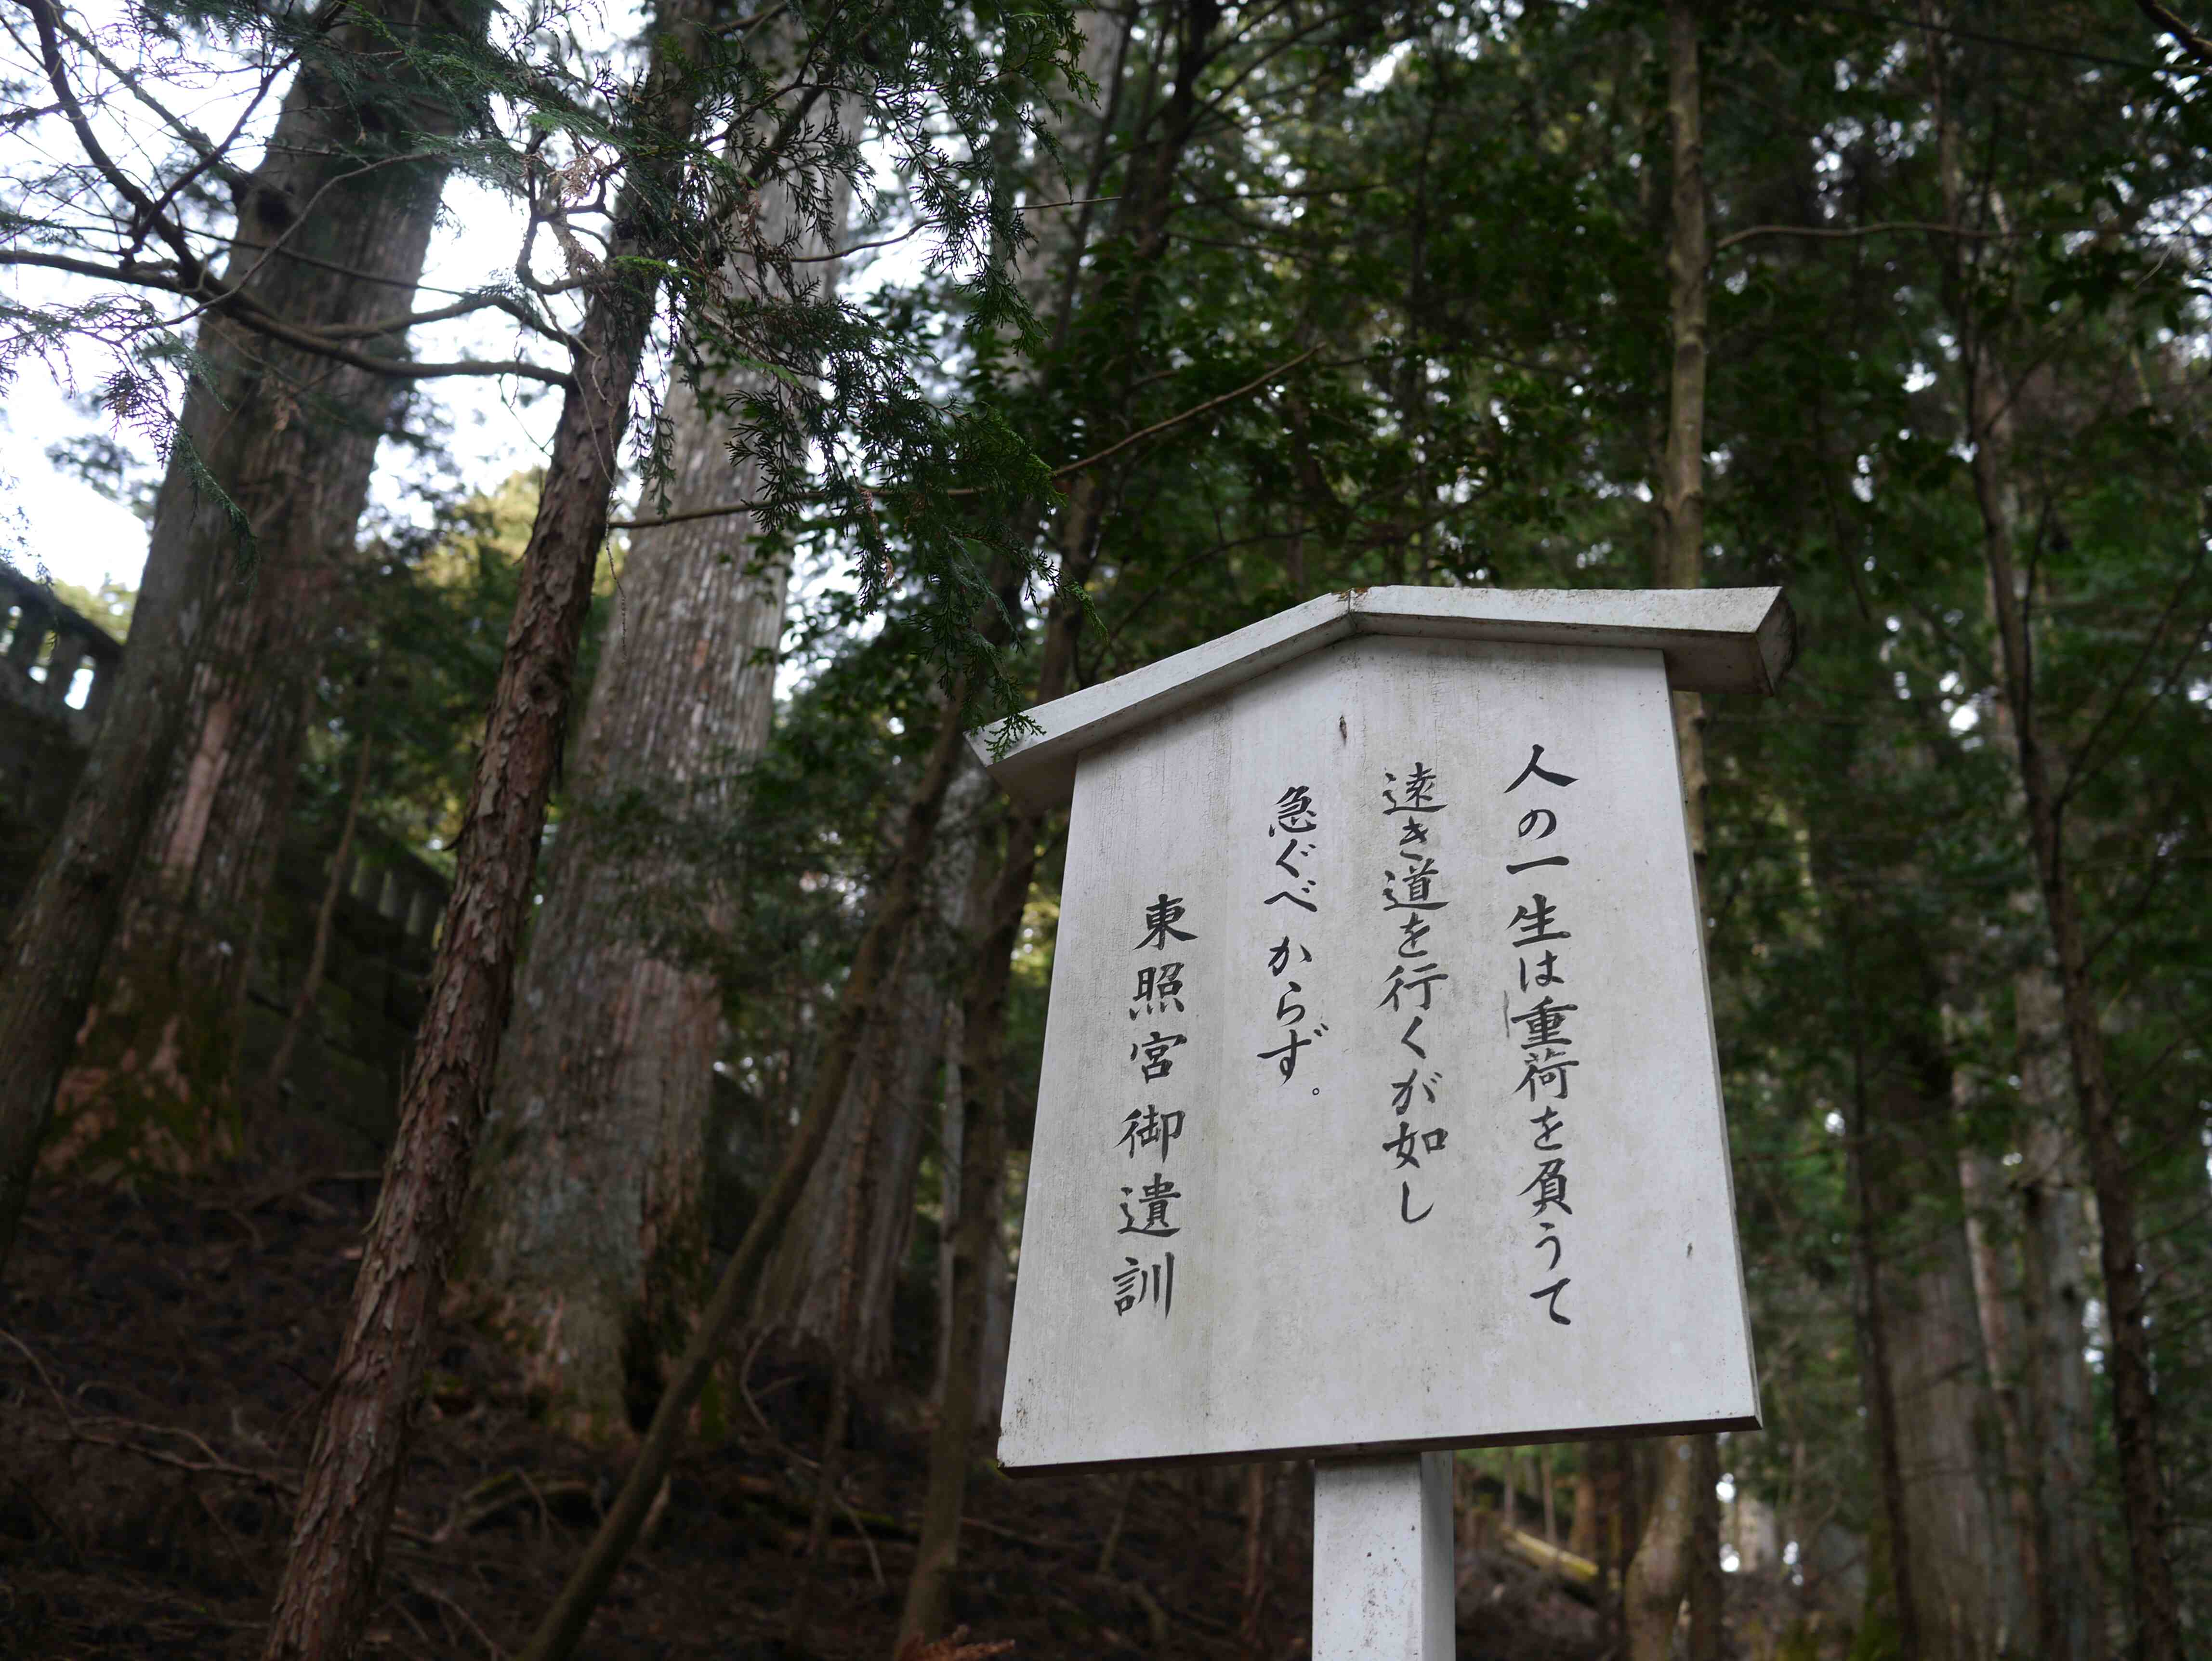 人の一生は重荷を負うて
遠き道を行くが如し
急ぐべからず。
東照宮御遺訓